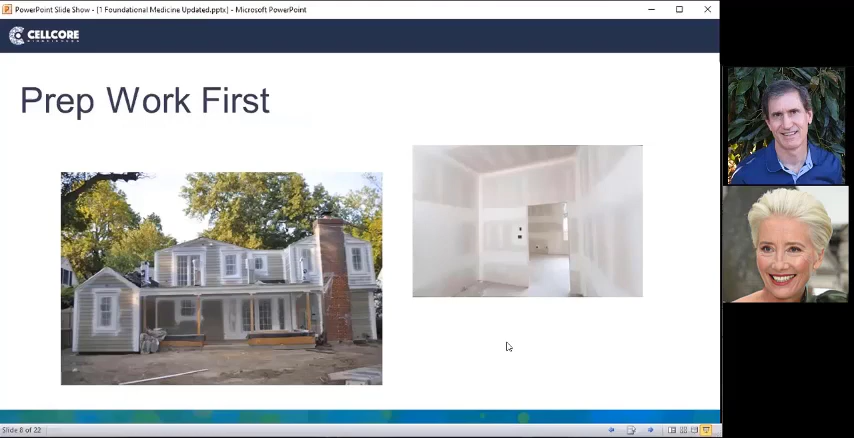 PowerPoint Slide Show - [1 Foundational Medicine Updated.pptx] - Microsoft PowerPoint
CELLCORE
Prep Work First
Slide 8 of 22